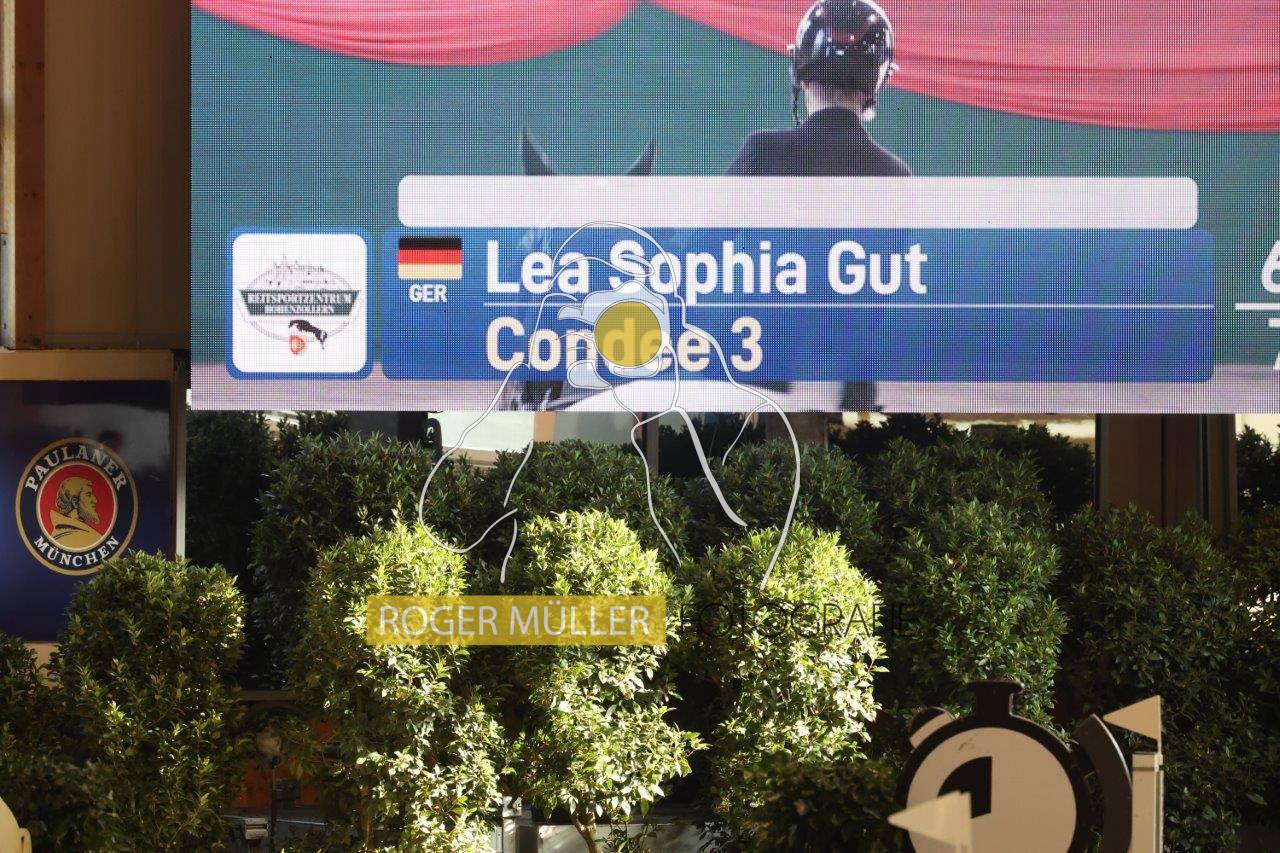 Lea Sophia Gut
GER
Condee 3
REITSPORTZENTRUM
HOHENZOLLERN
PAULANER
MÜNCHEN
ROGER MÜLLER FOTOGRAFIE